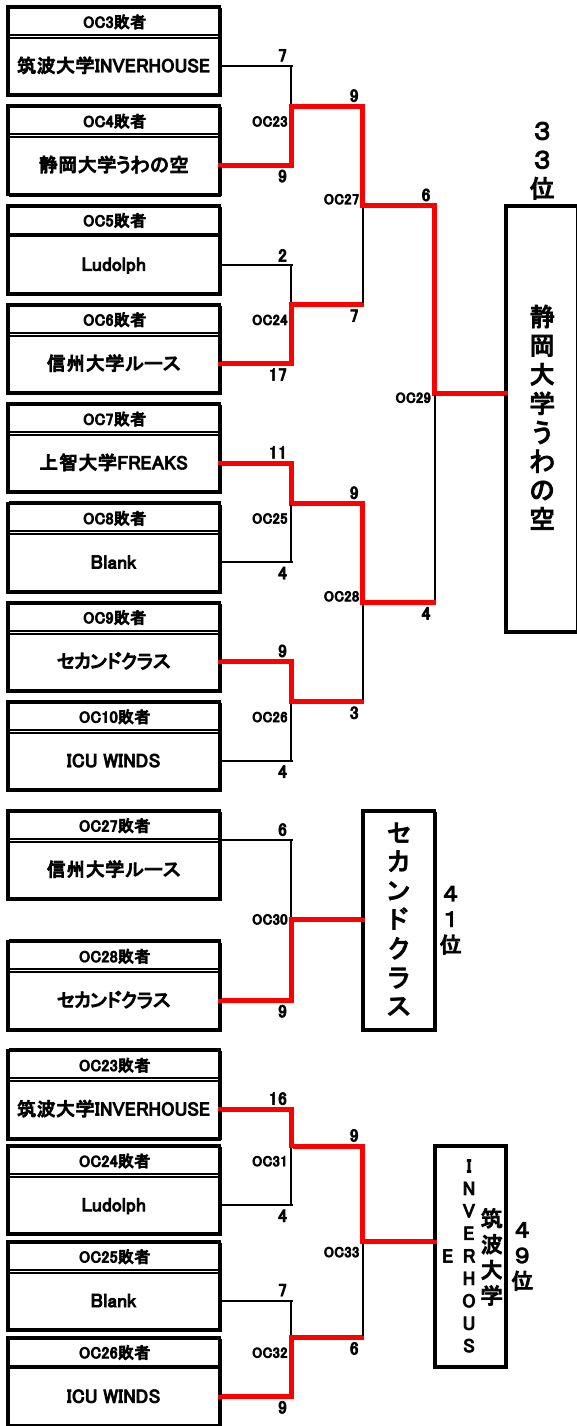 OC3敗者
筑波大学INVERHOUSE
7
9
OC23
OC4敗者
静岡大学うわの空
9
33位
OC27
6
OC5敗者
Ludolph
2
OC24
7
OC6敗者
信州大学ルース
17
静岡大学うわの空
OC29
OC7敗者
上智大学FREAKS
11
9
OC8敗者
OC25
Blank
4
OC28
4
OC9敗者
セカンドクラス
9
OC26
3
OC10敗者
ICU WINDS
4
OC27敗者
信州大学ルース
6
セカンドクラス
41位
OC30
OC28敗者
セカンドクラス
9
OC23敗者
筑波大学INVERHOUSE
16
9
OC24敗者
OC31
Ludolph
4
筑波大学
INVERHOUSE
49位
OC33
OC25敗者
Blank
7
OC32
6
OC26敗者
ICU WINDS
9